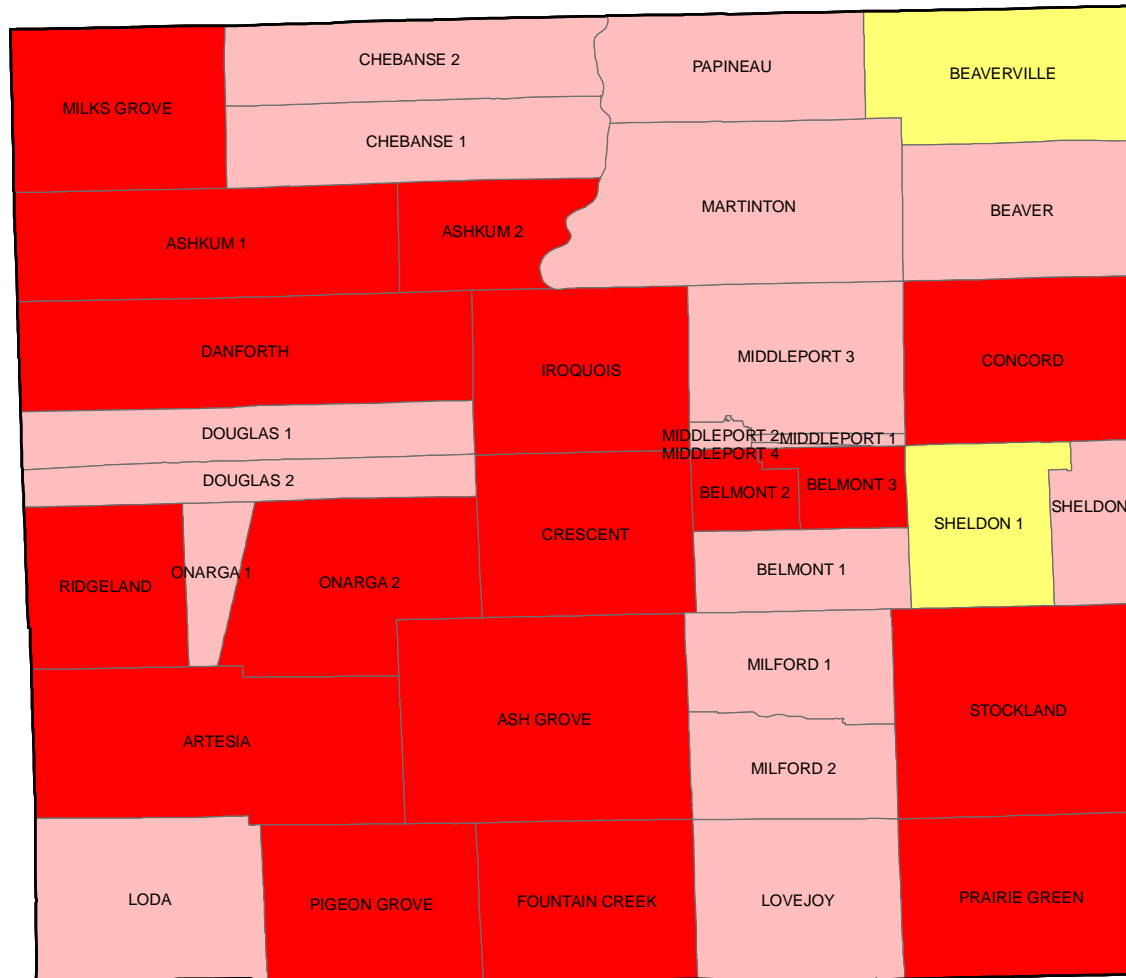 CHEBANSE 2
PAPINEAU
BEAVERVILLE
MILKS GROVE
CHEBANSE 1
MARTINTON
BEAVER
ASHKUM 1
ASHKUM 2
DANFORTH
IROQUOIS
MIDDLEPORT 3
CONCORD
DOUGLAS 1
MIDDLEPORT 2
MIDDLEPORT 1
MIDDLEPORT 4
DOUGLAS 2
BELMONT 2
BELMONT 3
SHELDON
SHELDON 1
CRESCENT
BELMONT 1
RIDGELAND
ONARGA 1
ONARGA 2
MILFORD 1
STOCKLAND
ASH GROVE
ARTESIA
MILFORD 2
LODA
PIGEON GROVE
FOUNTAIN CREEK
LOVEJOY
PRAIRIE GREEN